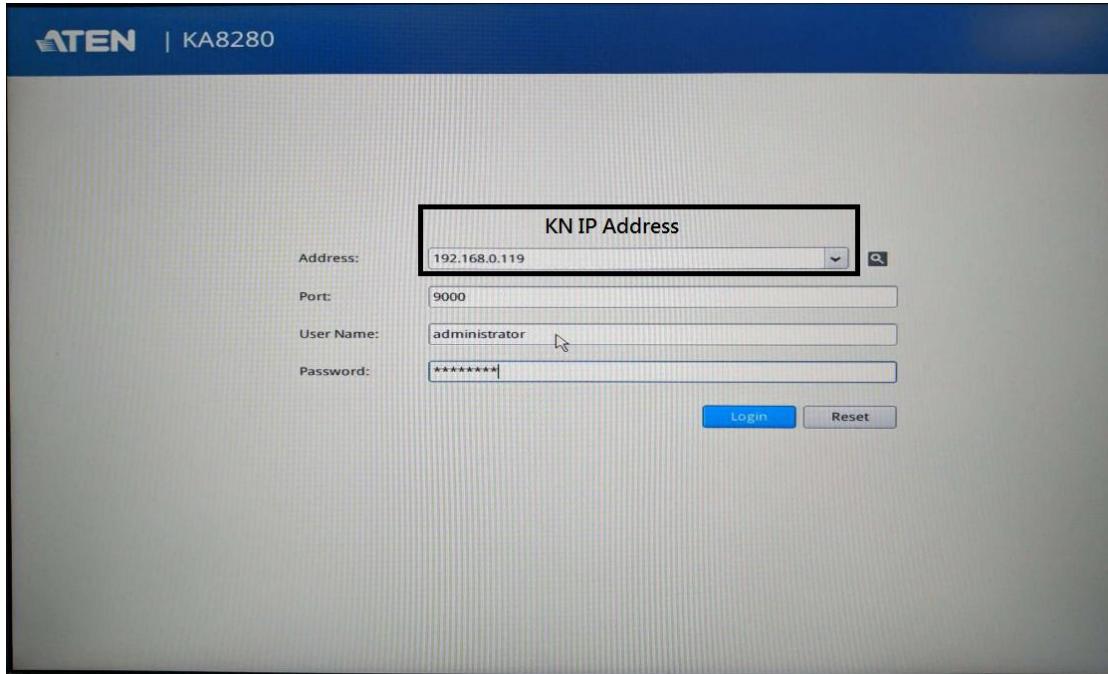 ATEN | KA8280
KN IP Address
Address: 192.168.0.119
Port: 9000
User Name: administrator
Password: ********
Login Reset